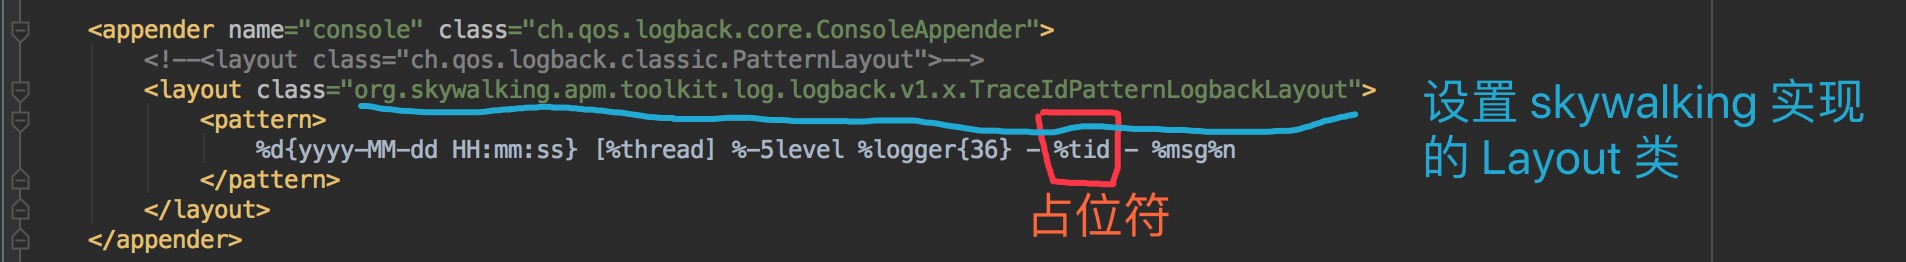 <appender name="console" class="ch.qos.logback.core.ConsoleAppender">
<!--<layout class="ch.qos.logback.classic.PatternLayout">-->
<layout class="org.skywalking.apm.toolkit.log.logback.v1.x.TraceIdPatternLogbackLayout">
设置 skywalking 实现
的 Layout 类
<pattern>
%d{yyyy-MM-dd HH:mm:ss} [%thread] %-5level %logger{36} - %tid - %msg%n
</pattern>
占位符
</layout>
</appender>